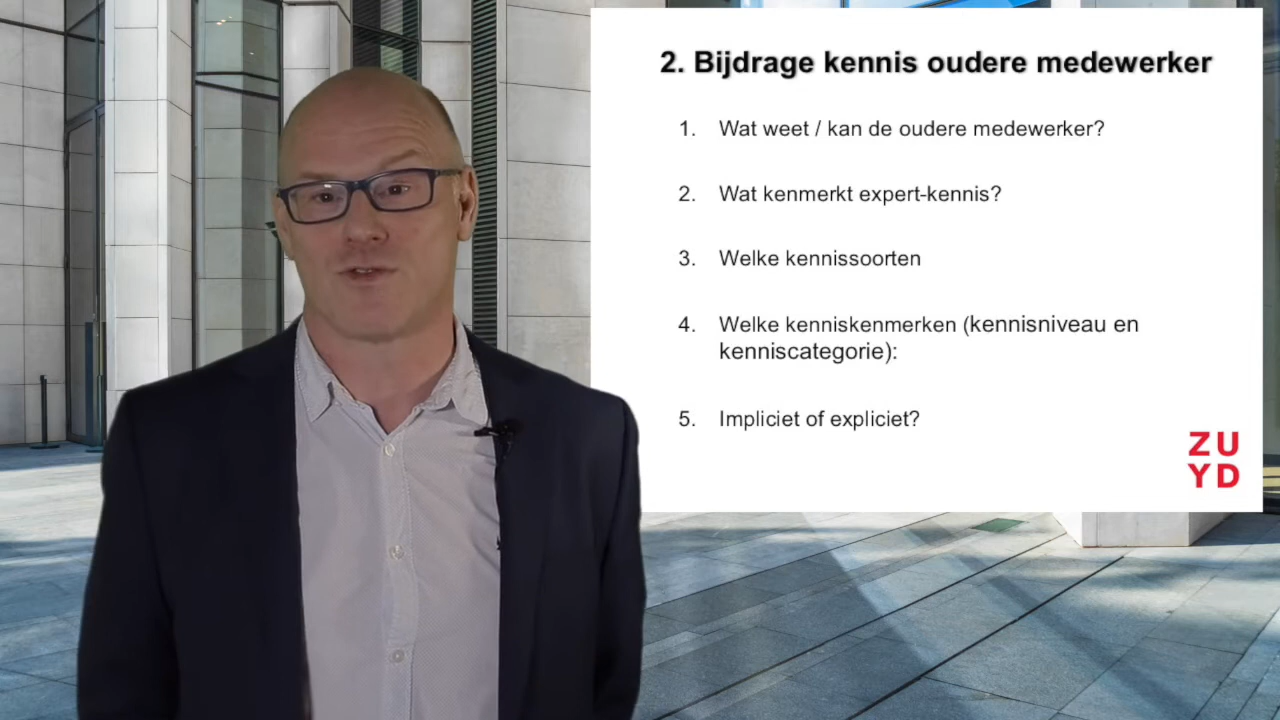 2. Bijdrage kennis oudere medewerker
1. Wat weet / kan de oudere medewerker?
2. Wat kenmerkt expert-kennis?
3. Welke kennissoorten
4. Welke kenniskenmerken (kennisniveau en
kenniscategorie):
5. Impliciet of expliciet?
ZU
YD